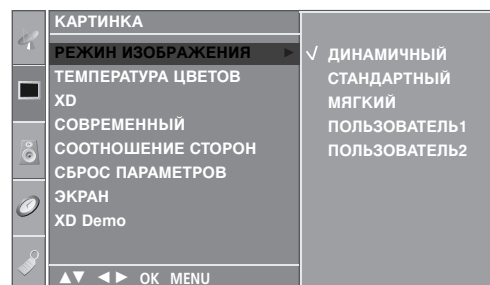 КАРТИНКА
РЕЖИН ИЗОБРАЖЕНИЯ
ТЕМПЕРАТУРА ЦВЕТОВ
XD
СОВРЕМЕННЫЙ
СООТНОШЕНИЕ СТОРОН
СБРОС ПАРАМЕТРОВ
ЭКРАН
XD Demo
√ ДИНАМИЧНЫЙ
СТАНДАРТНЫЙ
МЯГКИЙ
ПОЛЬЗОВАТЕЛЬ1
ПОЛЬЗОВАТЕЛЬ2
▲▼ ◄► OK MENU